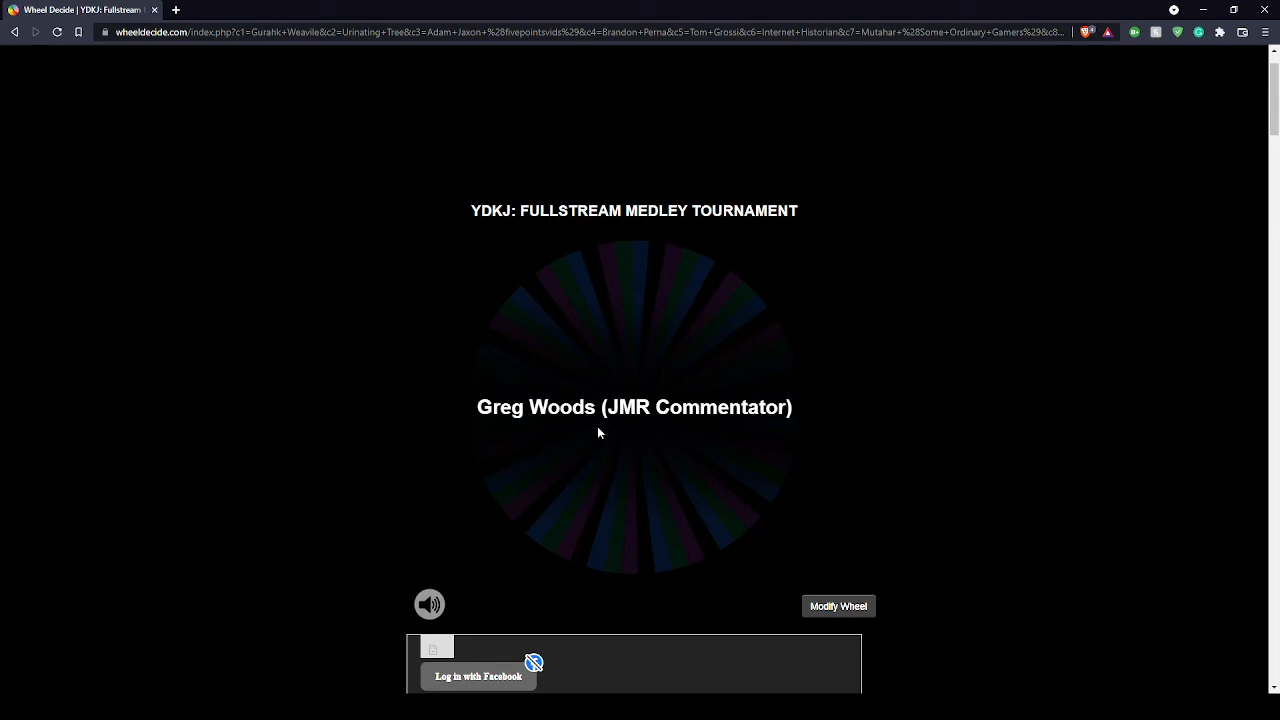 Wheel Decide | YDKJ: Fullstream
wheeldecide.com/index.php?c1=Gurahk+Weavile&c2=Urinating+Tree&c3=Adam+Jaxon+%28fivepointsvids%29&c4=Brandon+Perna&c5=Tom+Grossi&c6=Internet+Historian&c7=Mutahar+%28Some+Ordinary+Gamers%29&c8...
YDKJ: FULLSTREAM MEDLEY TOURNAMENT
Greg Woods (JMR Commentator)
Modify Wheel
Log in with Facebook